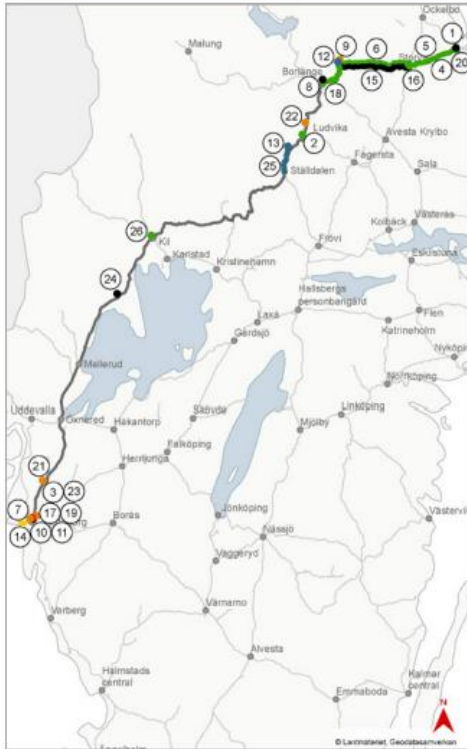 Ockelbo
1
Malung
9
6
5
12
Storv
4
20
8
Borlänge
15
16
18
22
Ludvika
13
2
Avesta Krylbo
Fagersta
25
Ställdalen
Sala
26
Kil
Frövi
Kolbäck
Västerås
Karlstad
Kristinehamn
Eskilstuna
24
Hallsbergs
personbangård
Laxå
Flen
Gårdsjö
Katrineholm
Mellerud
Nyköpin
Norrköping
Uddevalla
Öxnered
Håkantorp
Skövde
Mjölby
Linköping
Falköping
Herrljunga
21
3
23
7
17
19
14
10
11
Borås
Jönköping
Nässjö
Västervi
Vaggeryd
Varberg
Värnamo
Alvesta
Halmstads
central
Kalmar
central
Emmaboda
N
© Lantmäteriet, Geodatasamverkan